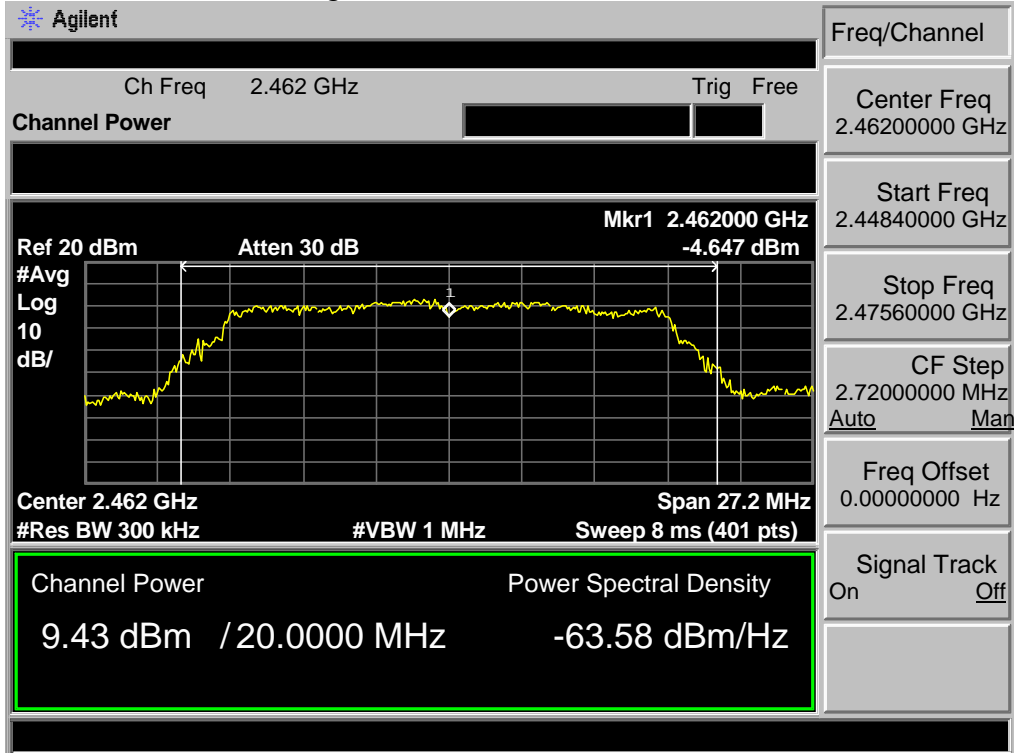 Agilent
Freq/Channel
Ch Freq 2.462 GHz Trig Free
Channel Power
Center Freq
2.46200000 GHz
Start Freq
2.44840000 GHz
Stop Freq
2.47560000 GHz
CF Step
2.72000000 MHz
Auto Man
Freq Offset
0.00000000 Hz
Signal Track
On Off
Mkr1 2.462000 GHz
Ref 20 dBm Atten 30 dB -4.647 dBm
#Avg
Log
10
dB/
1
Center 2.462 GHz Span 27.2 MHz
#Res BW 300 kHz #VBW 1 MHz Sweep 8 ms (401 pts)
Channel Power Power Spectral Density
9.43 dBm / 20.0000 MHz -63.58 dBm/Hz